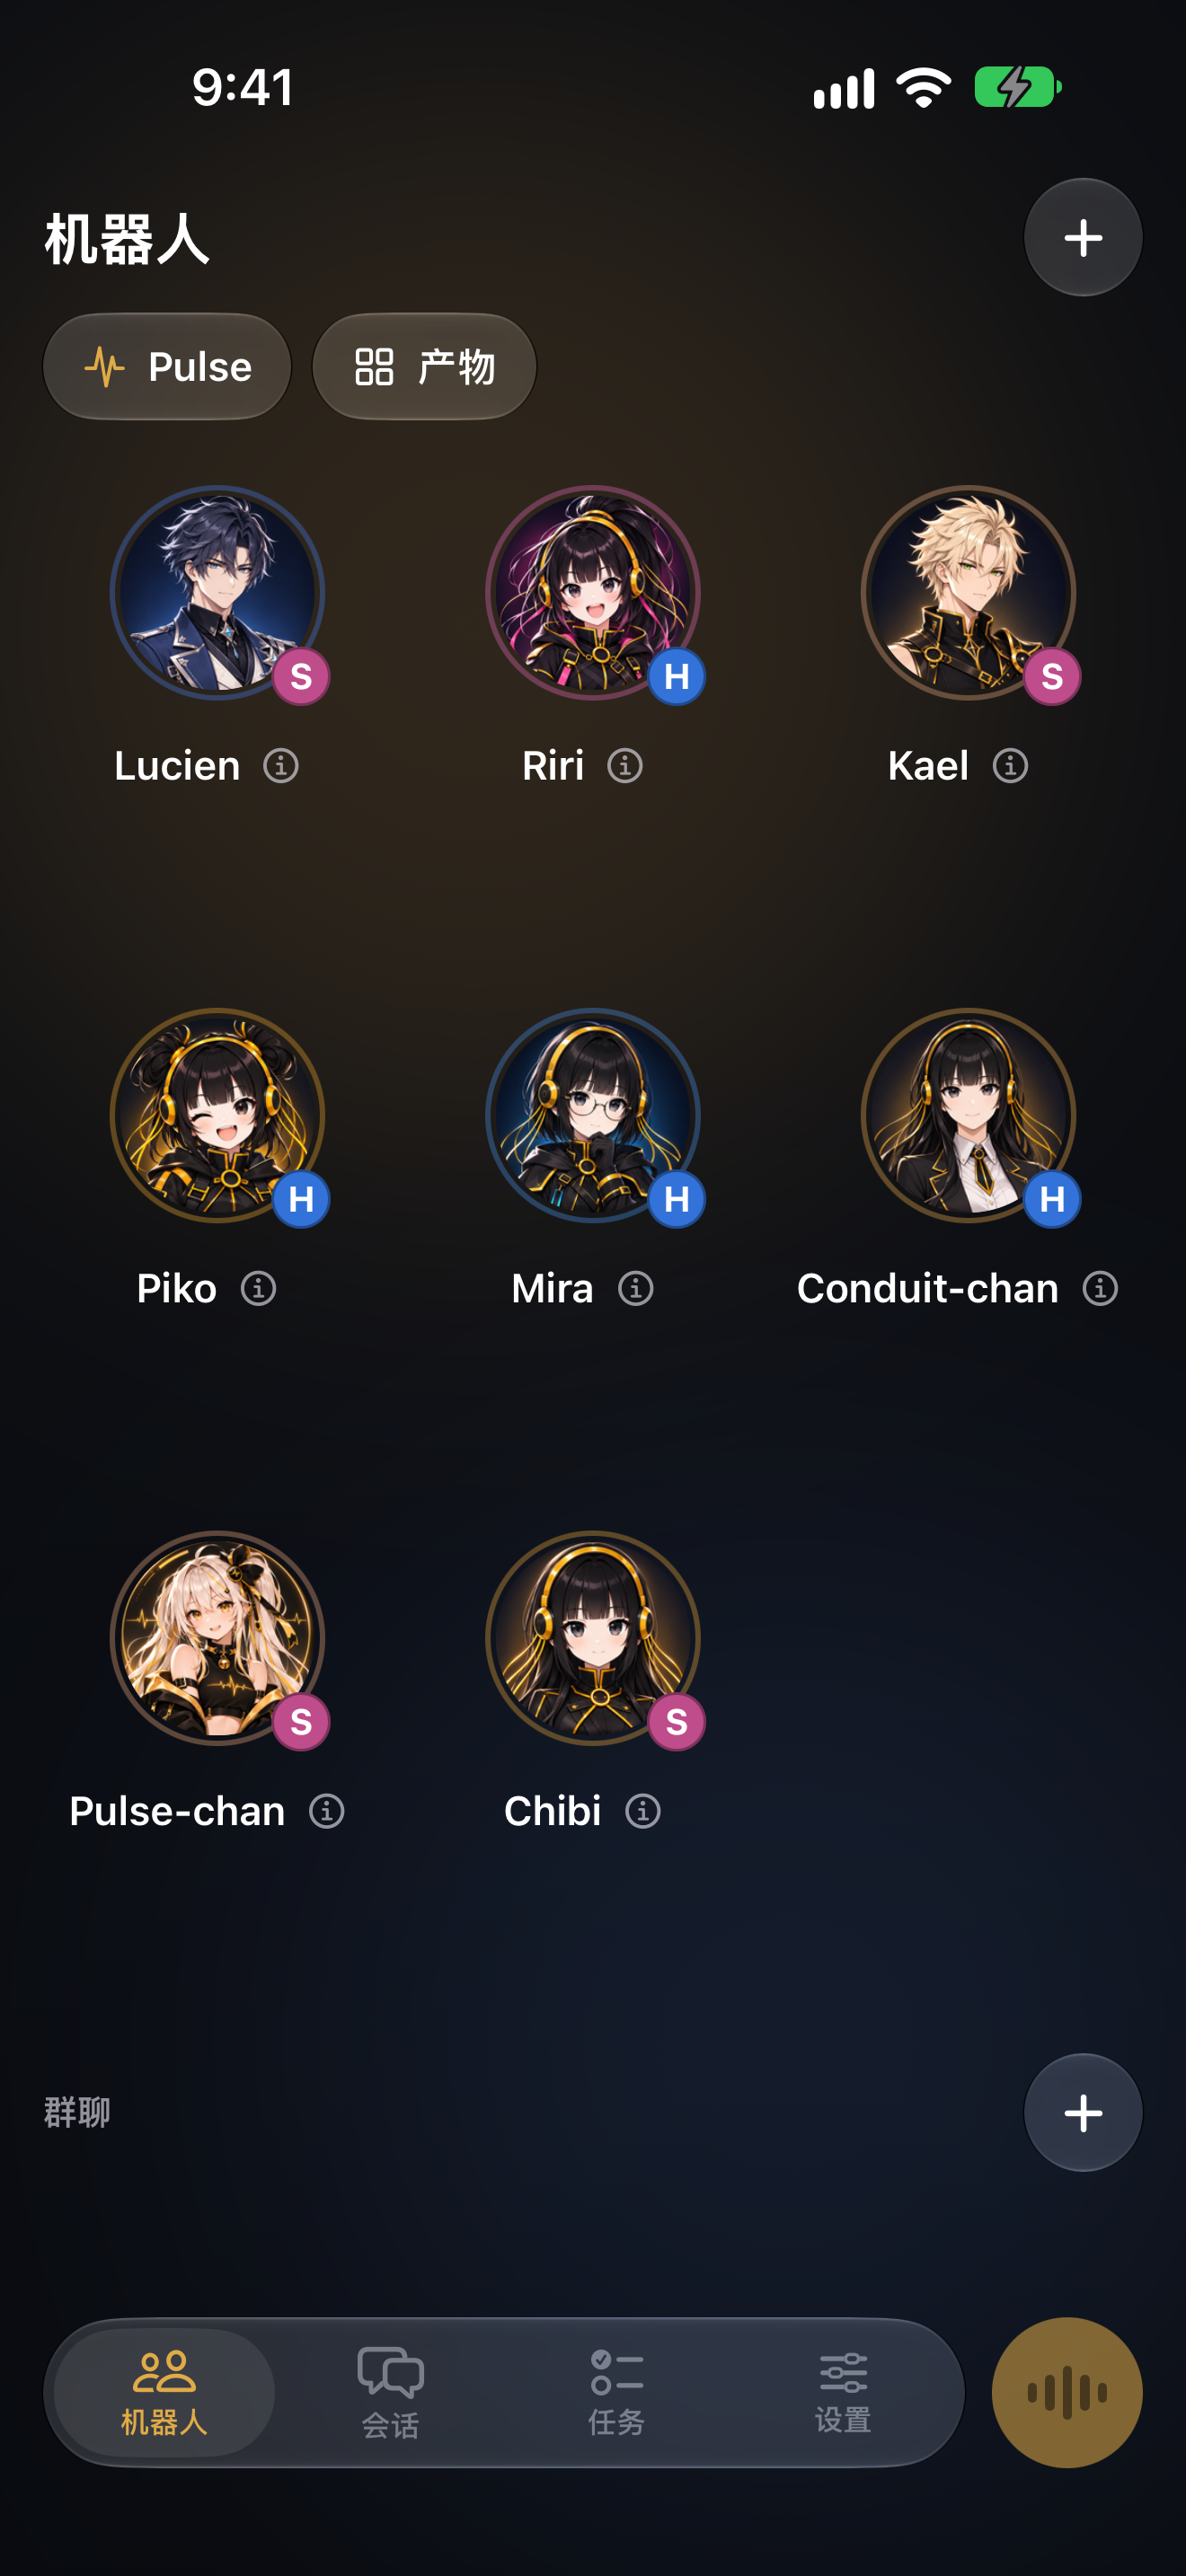 9:41
机器人
Pulse 产物
S H S
Lucien Riri Kael
H H H
Piko Mira Conduit-chan
S S
Pulse-chan Chibi
群聊
机器人 会话 任务 设置